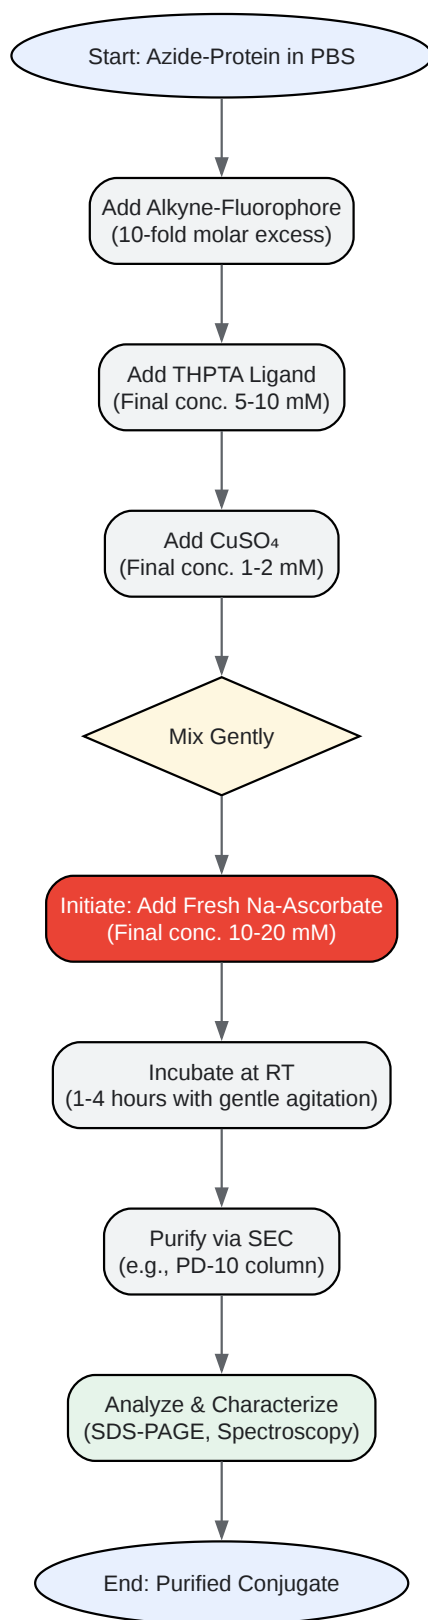 Start: Azide-Protein in PBS
Add Alkyne-Fluorophore
(10-fold molar excess)
Add THPTA Ligand
(Final conc. 5-10 mM)
Add CuSO₄
(Final conc. 1-2 mM)
Mix Gently
Initiate: Add Fresh Na-Ascorbate
(Final conc. 10-20 mM)
Incubate at RT
(1-4 hours with gentle agitation)
Purify via SEC
(e.g., PD-10 column)
Analyze & Characterize
(SDS-PAGE, Spectroscopy)
End: Purified Conjugate